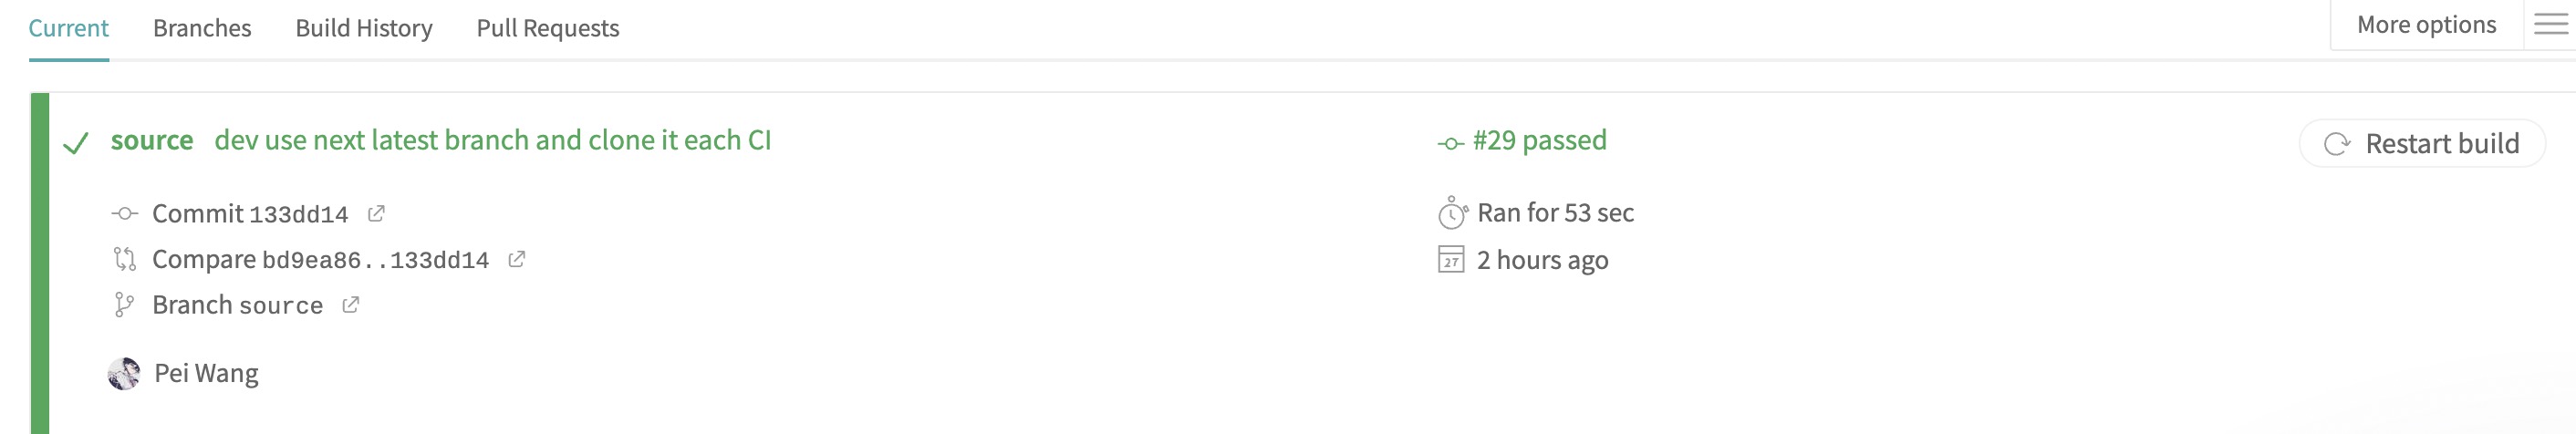 Current Branches Build History Pull Requests More options
source dev use next latest branch and clone it each CI
#29 passed
Restart build
Commit 133dd14
Ran for 53 sec
Compare bd9ea86..133dd14
27
2 hours ago
Branch source
Pei Wang